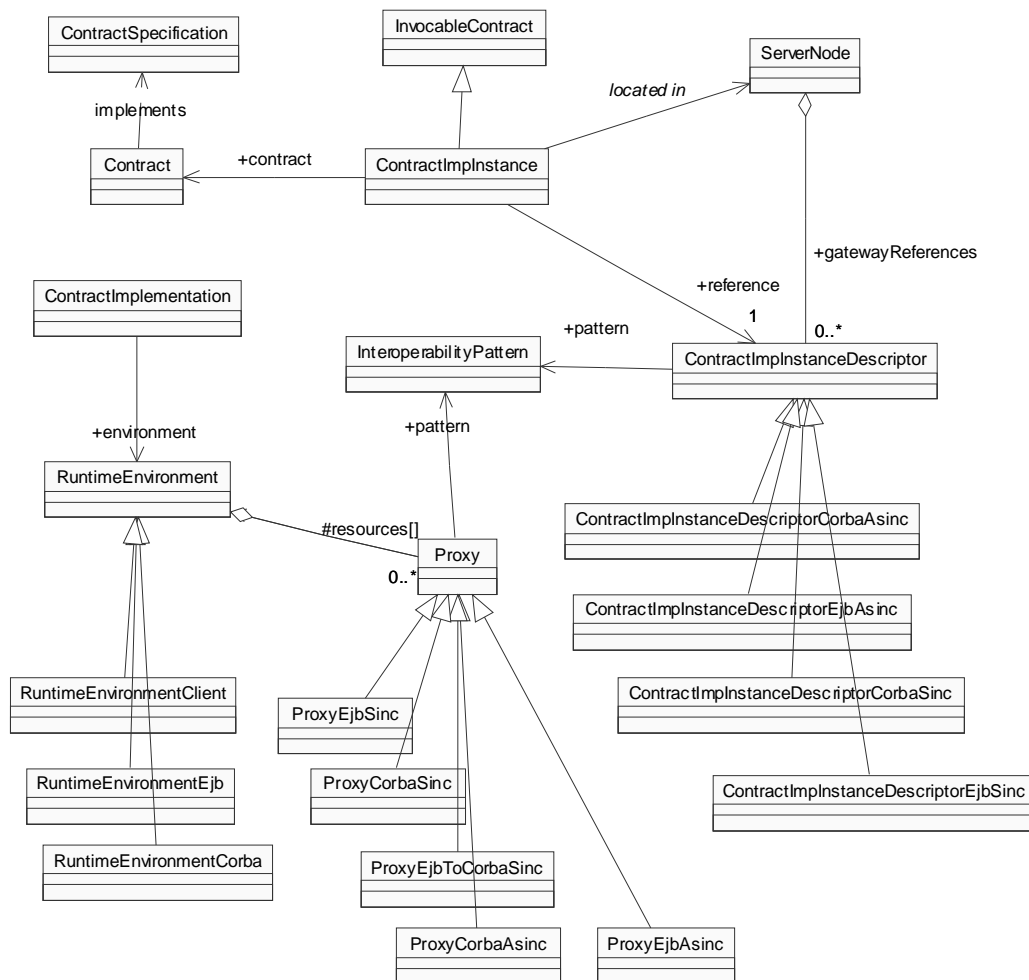 ContractSpecification
InvocableContract
ServerNode
located in
implements
Contract
+contract
ContractImpInstance
+gatewayReferences
+reference
1
0..*
ContractImplementation
+pattern
InteroperabilityPattern
ContractImpInstanceDescriptor
+environment
+pattern
RuntimeEnvironment
#resources[]
Proxy
0..*
ContractImpInstanceDescriptorCorbaAsinc
ContractImpInstanceDescriptorEjbAsinc
RuntimeEnvironmentClient
ContractImpInstanceDescriptorCorbaSinc
ProxyEjbSinc
RuntimeEnvironmentEjb
ProxyCorbaSinc
ContractImpInstanceDescriptorEjbSinc
RuntimeEnvironmentCorba
ProxyEjbToCorbaSinc
ProxyCorbaAsinc
ProxyEjbAsinc